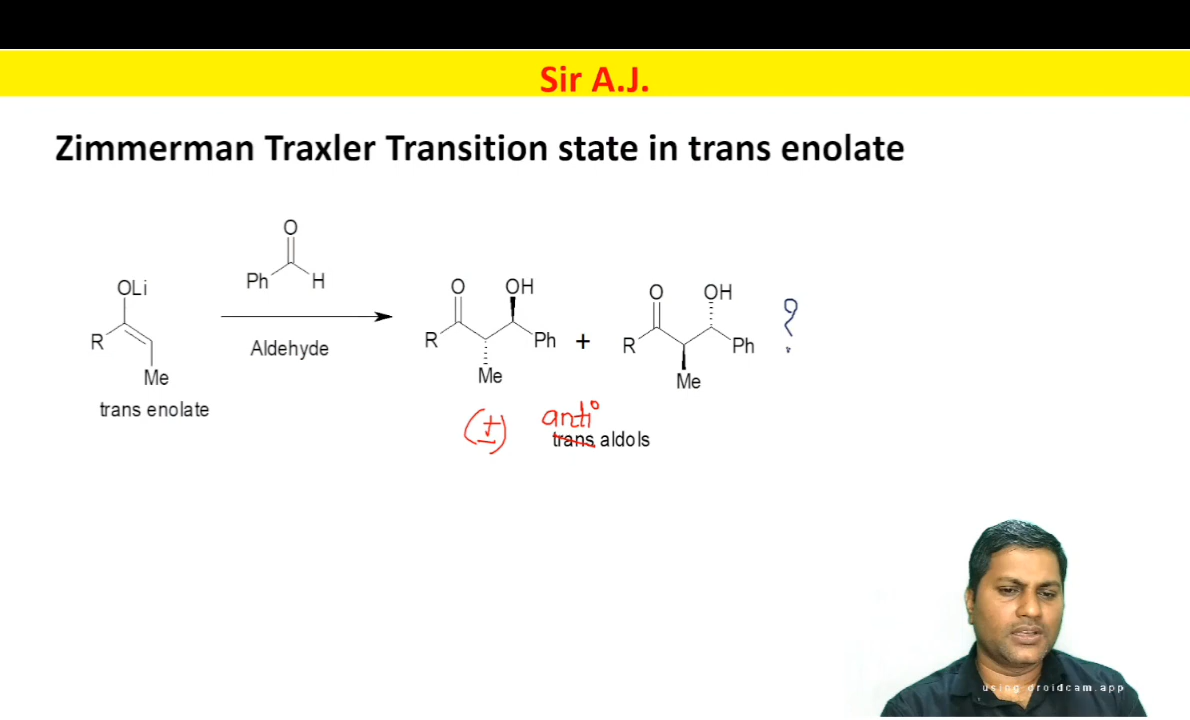 Sir A.J.
Zimmerman Traxler Transition state in trans enolate
OLi
R
Me
trans enolate
O
Ph H
Aldehyde
O OH
R Ph
Me
+
O OH
R Ph
Me
?
(±) anti
trans aldols
using droidcam.app